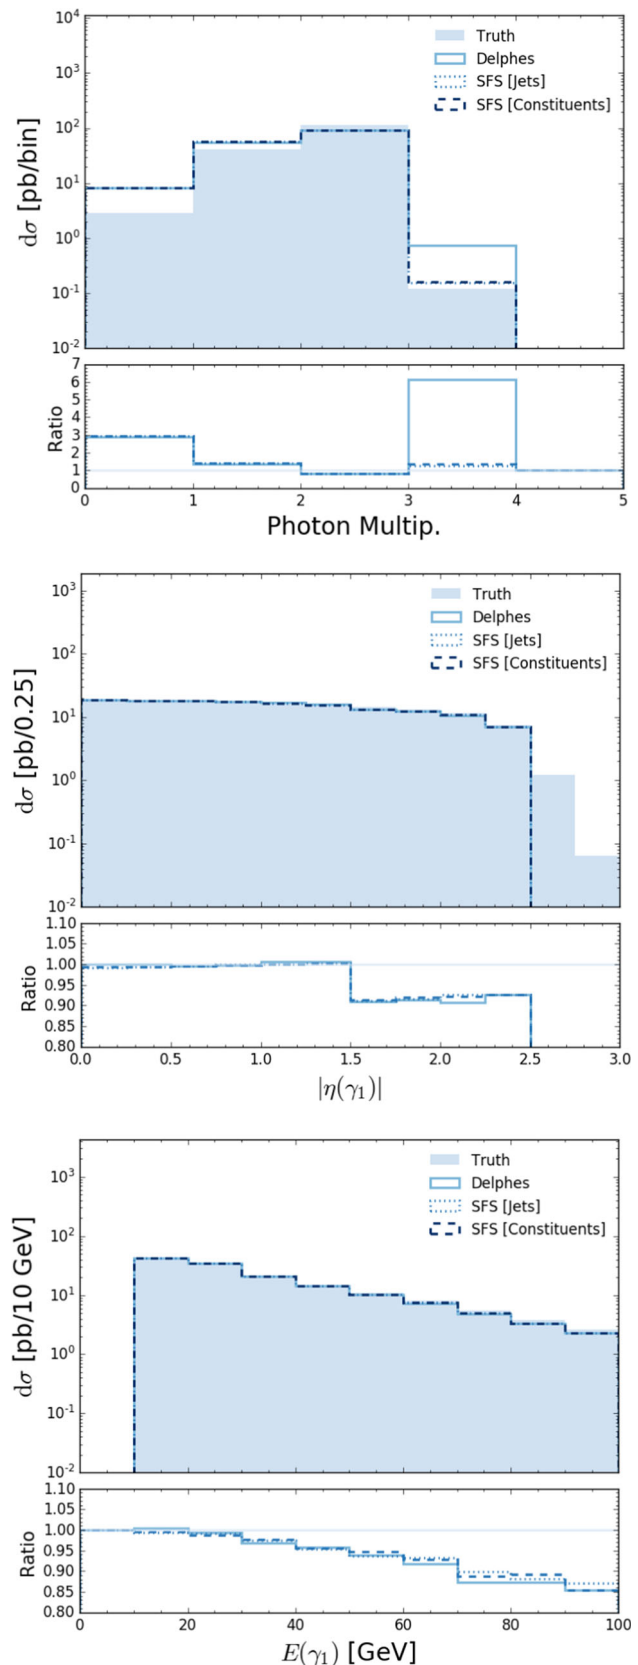 10^4
10^3
10^2
10^1
10^0
10^-1
10^-2
dσ [pb/bin]
Truth
Delphes
SFS [Jets]
SFS [Constituents]
7
6
5
4
3
2
1
0
Ratio
0 1 2 3 4 5
Photon Multip.
10^3
10^2
10^1
10^0
10^-1
10^-2
dσ [pb/0.25]
Truth
Delphes
SFS [Jets]
SFS [Constituents]
1.10
1.05
1.00
0.95
0.90
0.85
0.80
Ratio
0.0 0.5 1.0 1.5 2.0 2.5 3.0
|η(γ₁)|
10^3
10^2
10^1
10^0
10^-1
10^-2
dσ [pb/10 GeV]
Truth
Delphes
SFS [Jets]
SFS [Constituents]
1.10
1.05
1.00
0.95
0.90
0.85
0.80
Ratio
0 20 40 60 80 100
E(γ₁) [GeV]